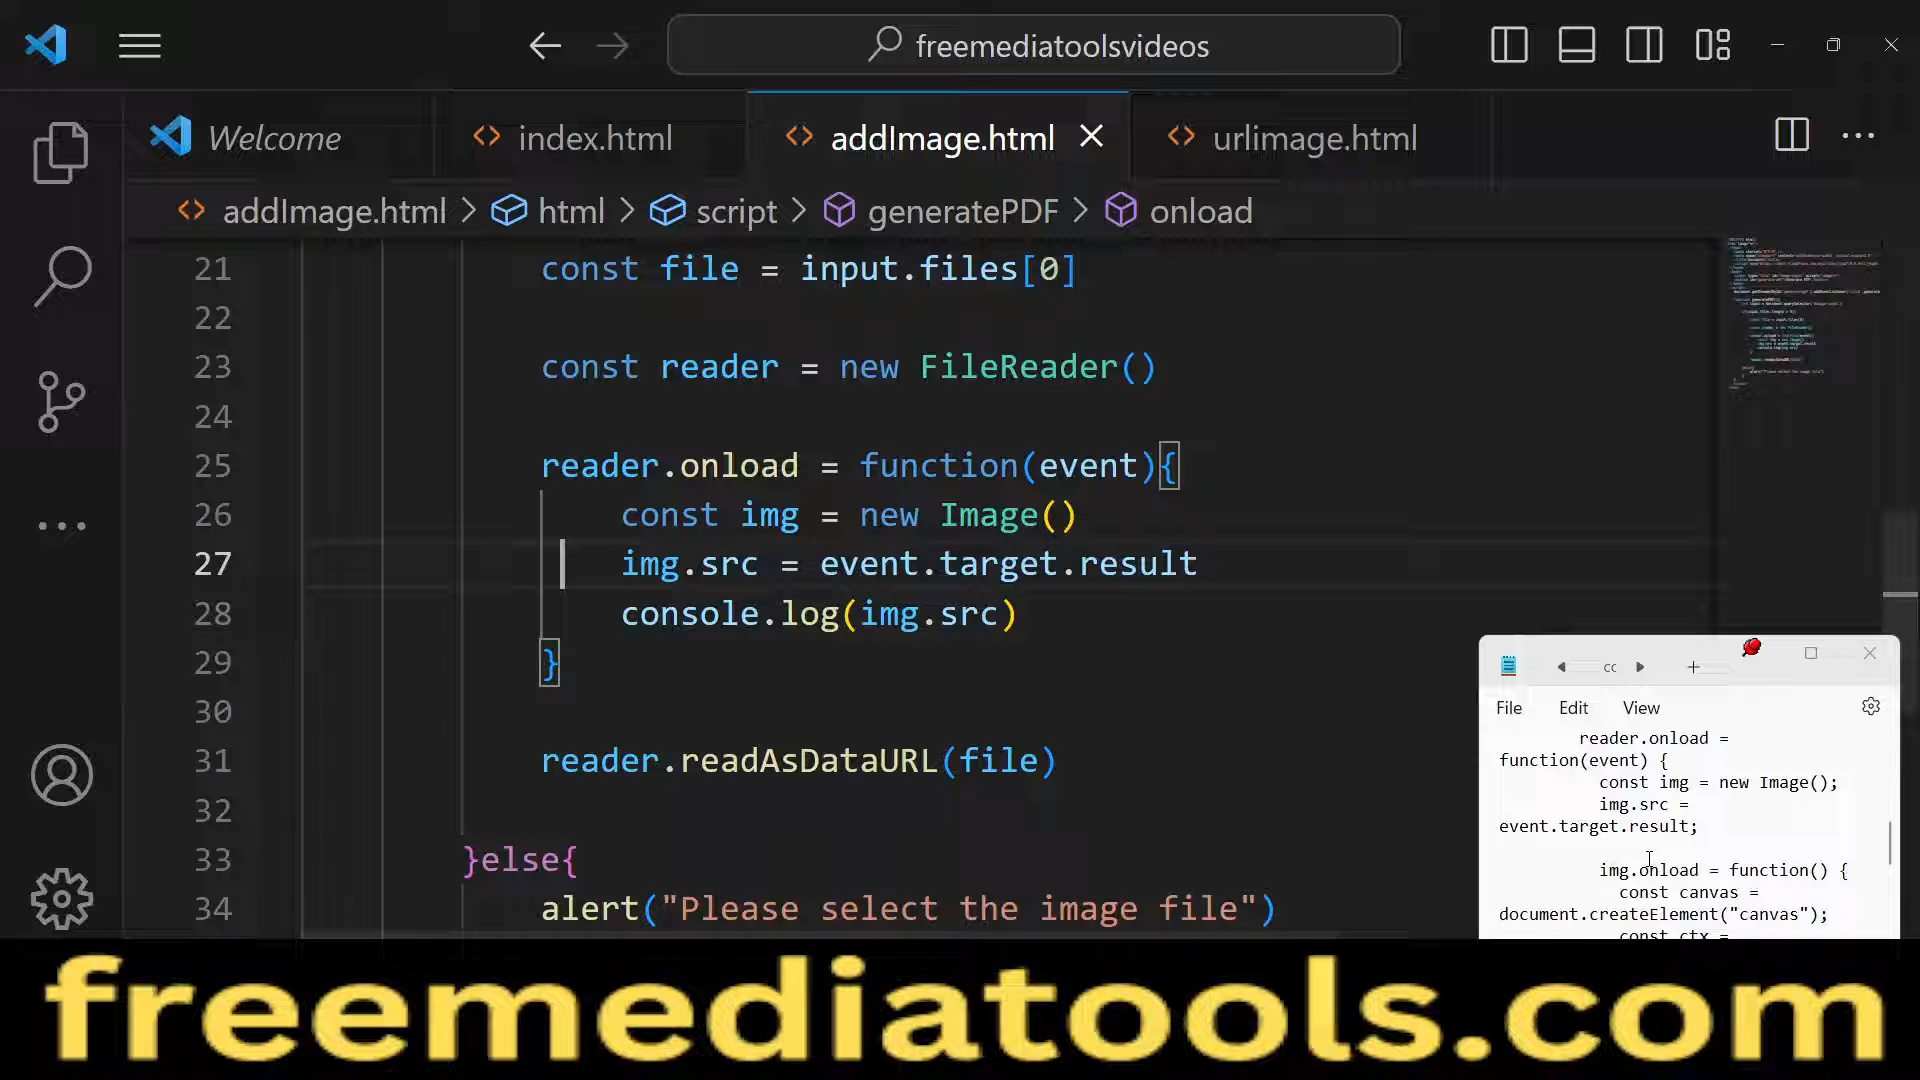 freemediatoolsvideos
Welcome
index.html
addImage.html
urlimage.html
addImage.html > html > script > generatePDF > onload
21 const file = input.files[0]
22
23 const reader = new FileReader()
24
25 reader.onload = function(event){
26 const img = new Image()
27 img.src = event.target.result
28 console.log(img.src)
29 }
30
31 reader.readAsDataURL(file)
32
33 }else{
34 alert("Please select the image file")
cc
File Edit View
reader.onload =
function(event) {
const img = new Image();
img.src =
event.target.result;
img.onload = function() {
const canvas =
document.createElement("canvas");
const ctx =
freemediatools.com